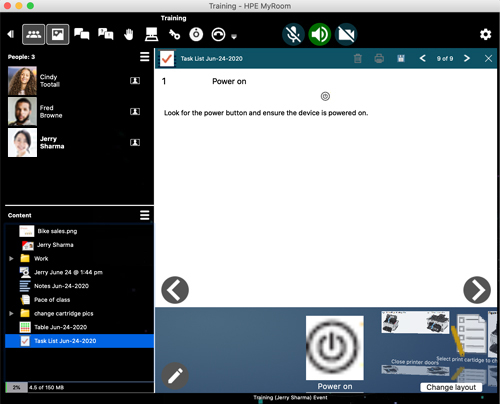 Training - HPE MyRoom
Training
People: 3
Cindy
Tootall
Fred
Browne
Jerry
Sharma
Task List Jun-24-2020
9 of 9
1 Power on
Look for the power button and ensure the device is powered on.
Content
Bike sales.png
Jerry Sharma
Work
Jerry June 24 @ 1:44 pm
Notes Jun-24-2020
Pace of class
change cartridge pics
Table Jun-24-2020
Task List Jun-24-2020
Power on
Close printer doors
Select print cartridge to ch
Change layout
2% 4.5 of 150 MB
Training (Jerry Sharma) Event